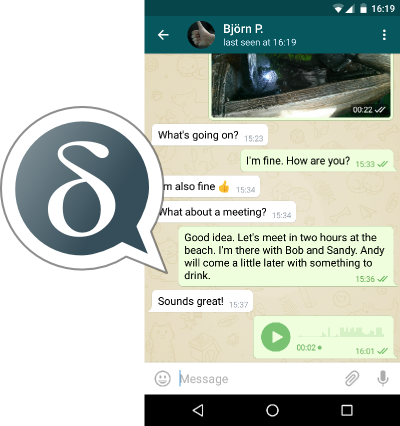 16:19
Björn P.
last seen at 16:19
00:22
What's going on? 15:23
I'm fine. How are you? 15:33
m also fine 👍 15:34
What about a meeting? 15:34
Good idea. Let's meet in two hours at the
beach. I'm there with Bob and Sandy. Andy
will come a little later with something to
drink.
15:36
Sounds great! 15:37
δ
00:02
16:01
Message